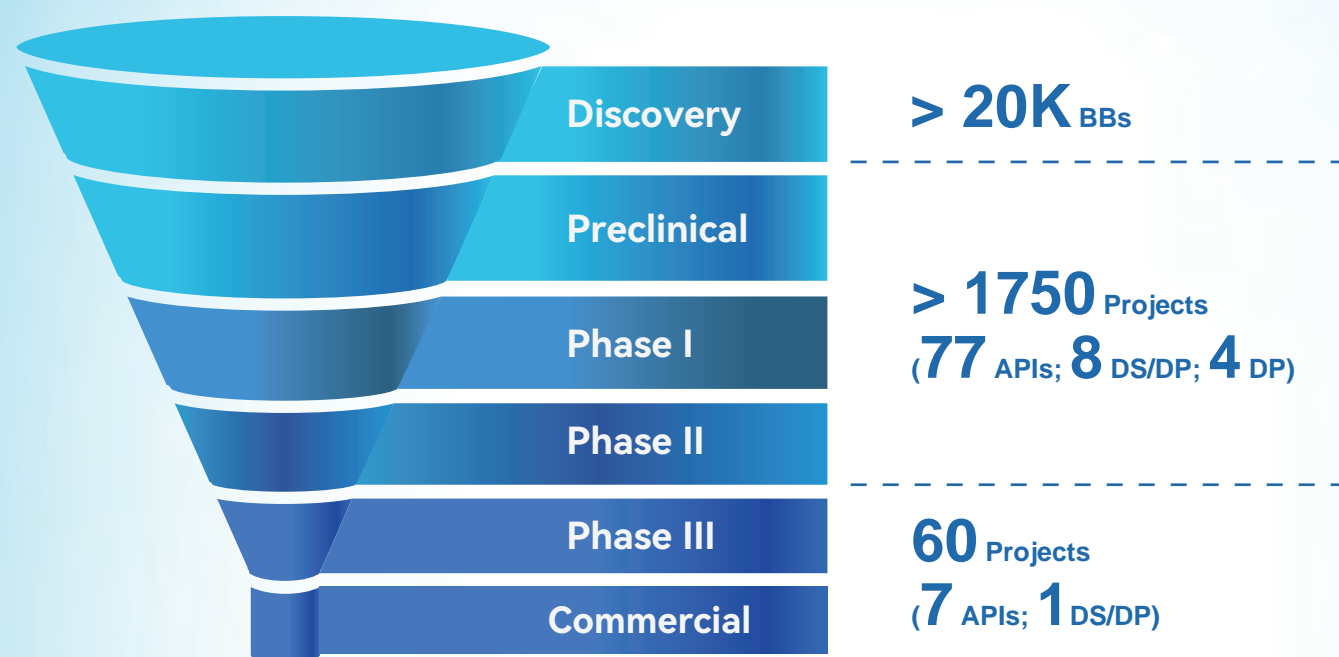 Discovery
> 20K BBs
Preclinical
Phase I
> 1750 Projects
(77 APIs; 8 DS/DP; 4 DP)
Phase II
Phase III
60 Projects
(7 APIs; 1 DS/DP)
Commercial